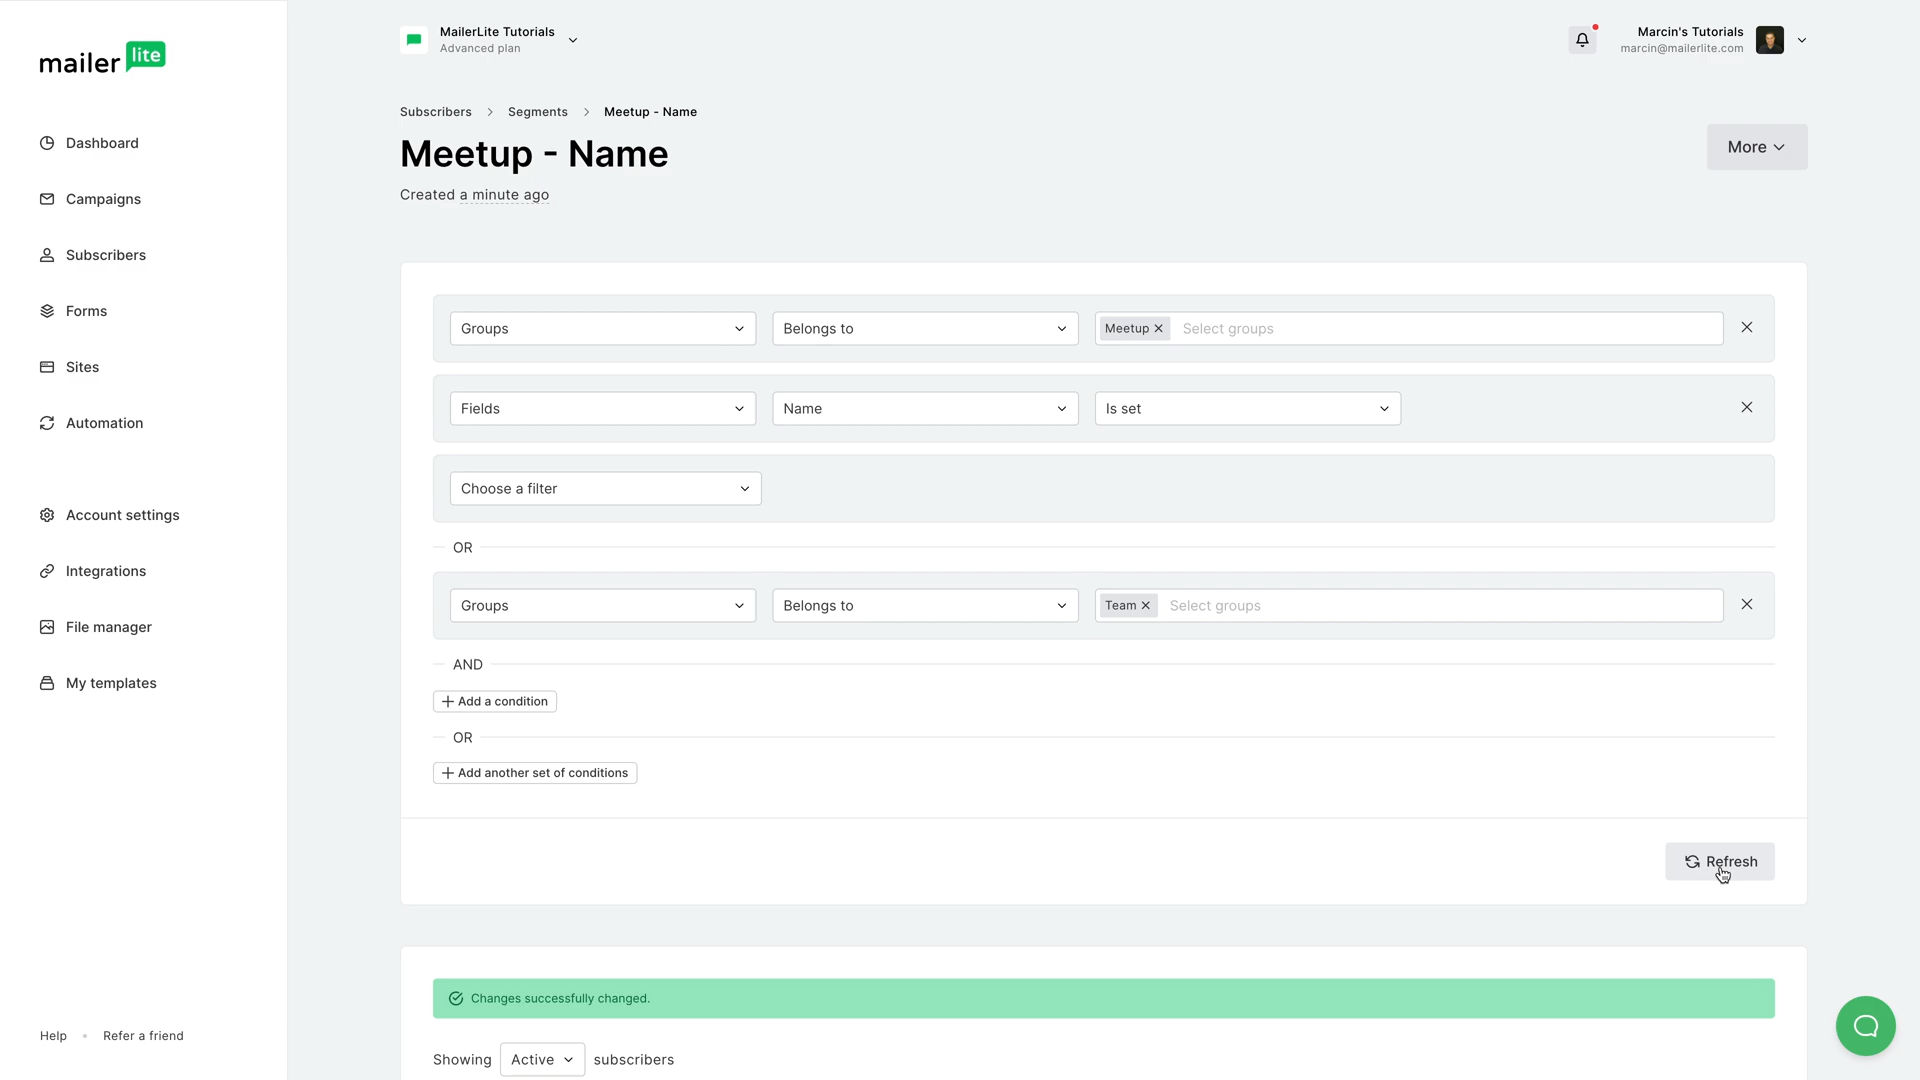 mailer lite
MailerLite Tutorials
Advanced plan
Marcin's Tutorials
marcin@mailerlite.com
Dashboard
Campaigns
Subscribers
Forms
Sites
Automation
Account settings
Integrations
File manager
My templates
Help • Refer a friend
Subscribers > Segments > Meetup - Name
Meetup - Name
More
Created a minute ago
Groups Belongs to Meetup × Select groups
Fields Name Is set
Choose a filter
OR
Groups Belongs to Team × Select groups
AND
+ Add a condition
OR
+ Add another set of conditions
Refresh
Changes successfully changed.
Showing Active subscribers